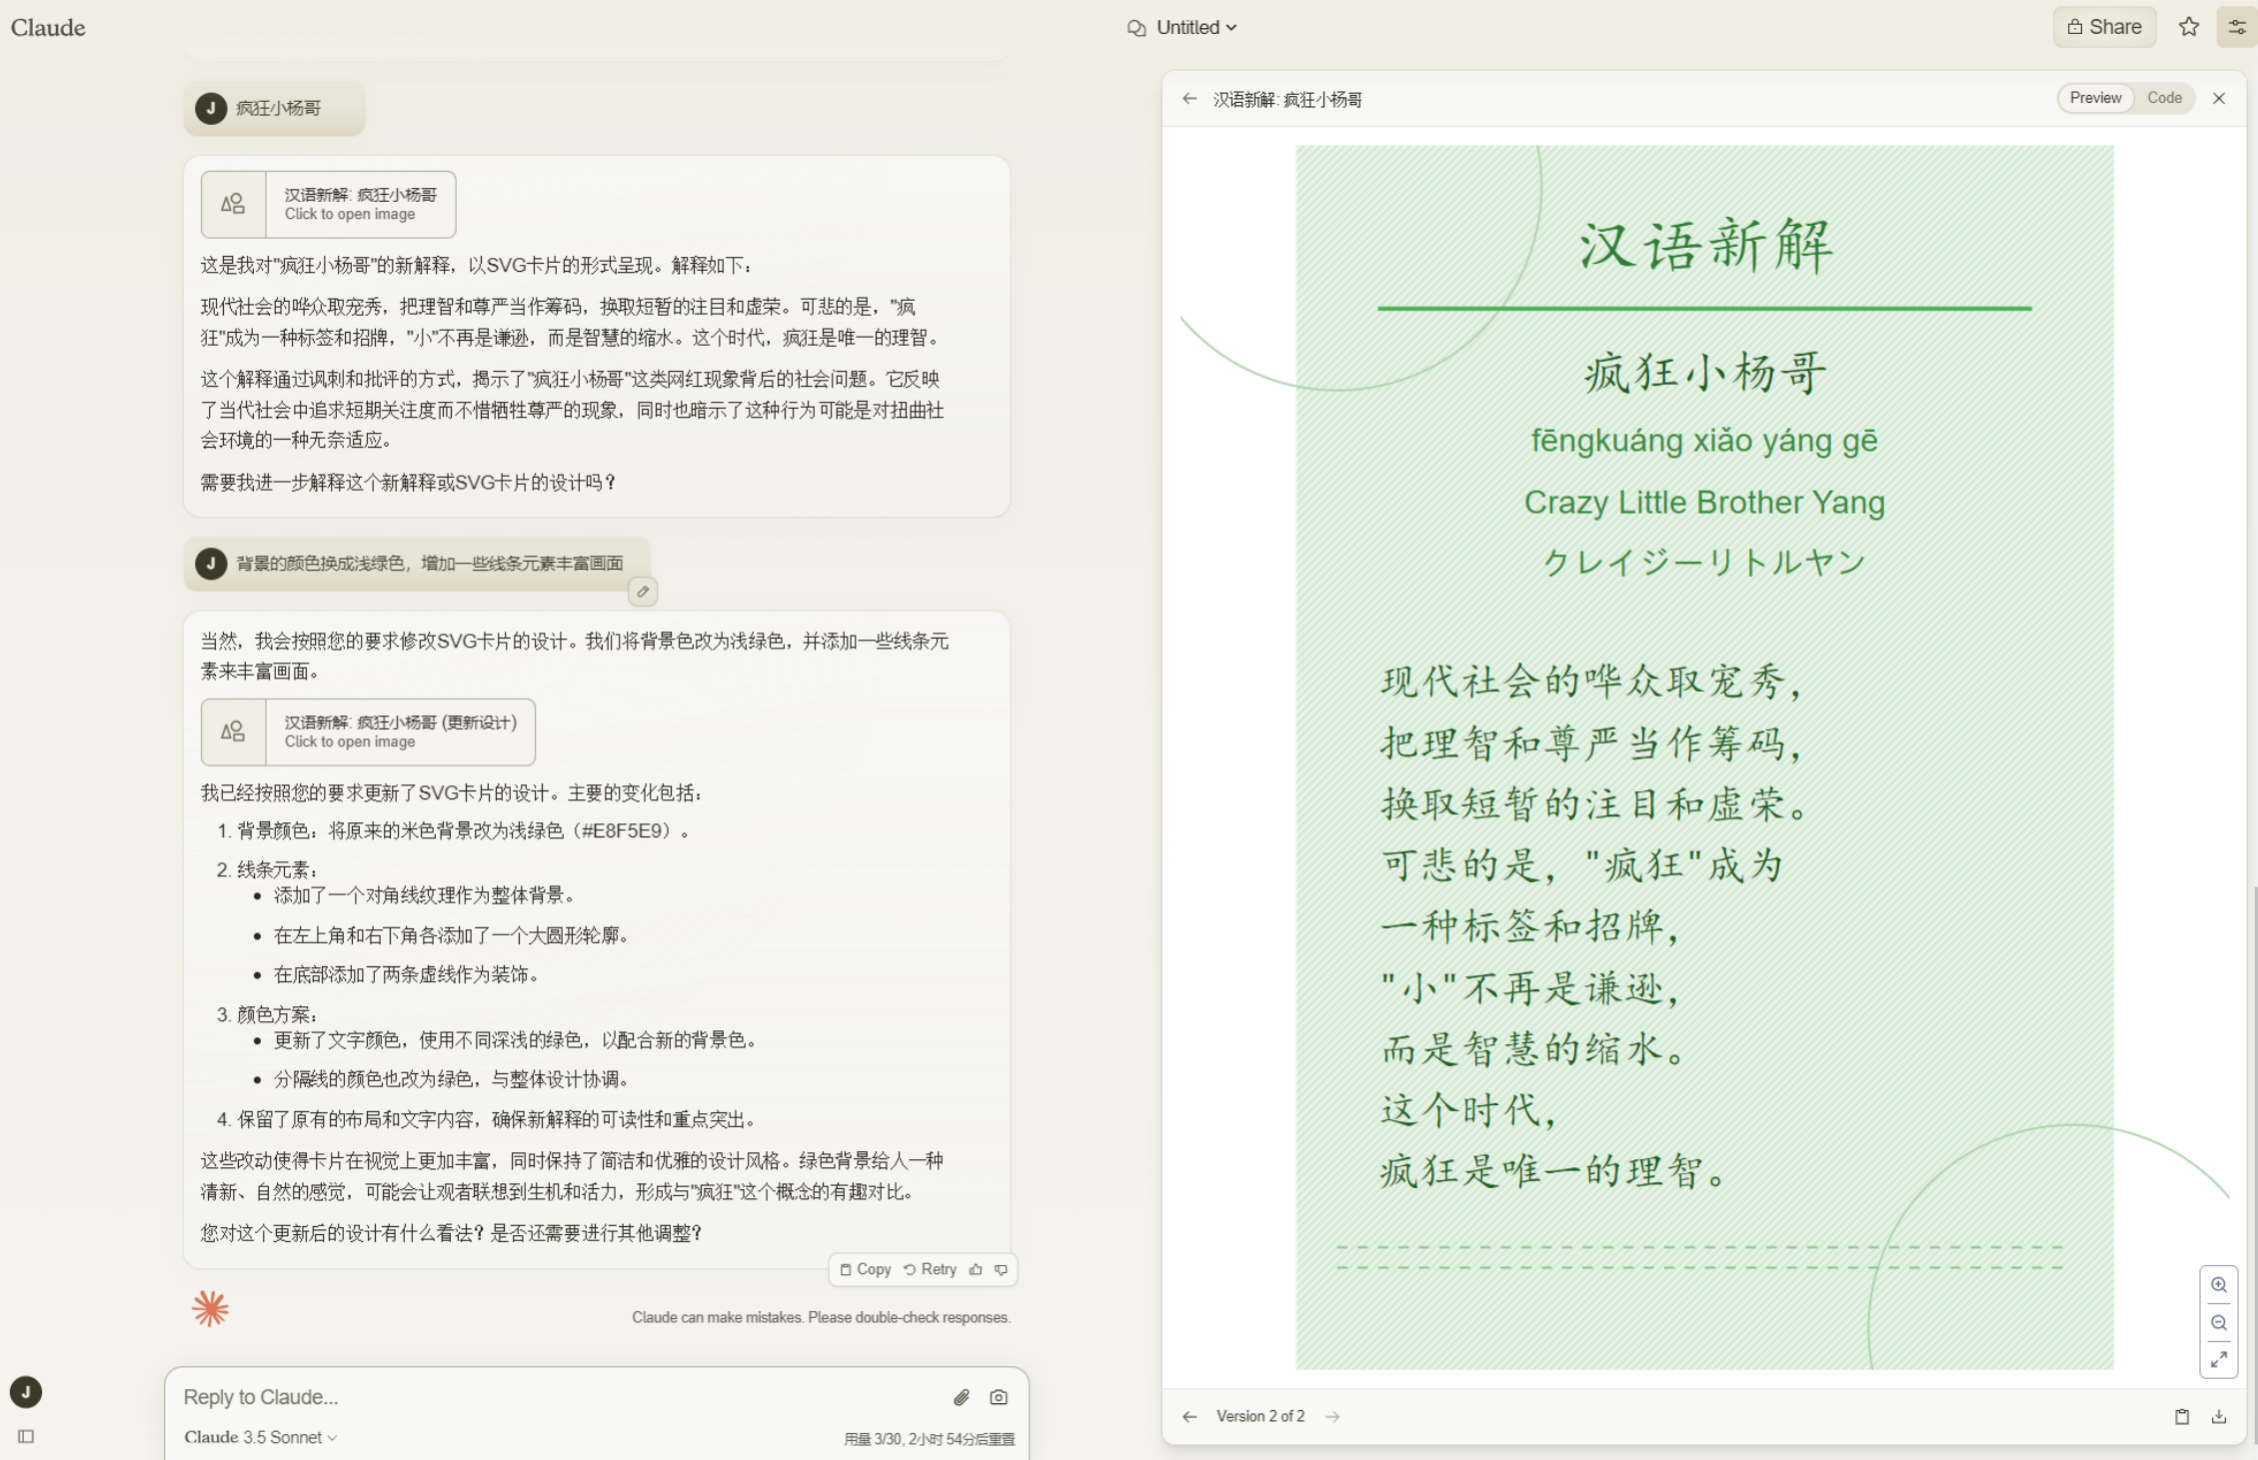 Claude
Untitled
Share
J 疯狂小杨哥
汉语新解: 疯狂小杨哥
Click to open image
这是我对"疯狂小杨哥"的新解释，以SVG卡片的形式呈现。解释如下：
现代社会的哗众取宠秀，把理智和尊严当作筹码，换取短暂的注目和虚荣。可悲的是，"疯
狂"成为一种标签和招牌，"小"不再是谦逊，而是智慧的缩水。这个时代，疯狂是唯一的理智。
这个解释通过讽刺和批评的方式，揭示了"疯狂小杨哥"这类网红现象背后的社会问题。它反映
了当代社会中追求短期关注度而不惜牺牲尊严的现象，同时也暗示了这种行为可能是对扭曲社
会环境的一种无奈适应。
需要我进一步解释这个新解释或SVG卡片的设计吗？
J 背景的颜色换成浅绿色，增加一些线条元素丰富画面
当然，我会按照您的要求修改SVG卡片的设计。我们将背景色改为浅绿色，并添加一些线条元
素来丰富画面。
汉语新解: 疯狂小杨哥 (更新设计)
Click to open image
我已经按照您的要求更新了SVG卡片的设计。主要的变化包括：
1. 背景颜色：将原来的米色背景改为浅绿色（#E8F5E9）。
2. 线条元素：
• 添加了一个对角线纹理作为整体背景。
• 在左上角和右下角各添加了一个大圆形轮廓。
• 在底部添加了两条虚线作为装饰。
3. 颜色方案：
• 更新了文字颜色，使用不同深浅的绿色，以配合新的背景色。
• 分隔线的颜色也改为绿色，与整体设计协调。
4. 保留了原有的布局和文字内容，确保新解释的可读性和重点突出。
这些改动使得卡片在视觉上更加丰富，同时保持了简洁和优雅的设计风格。绿色背景给人一种
清新、自然的感觉，可能会让观者联想到生机和活力，形成与"疯狂"这个概念的有趣对比。
您对这个更新后的设计有什么看法？是否还需要进行其他调整？
Copy Retry
Claude can make mistakes. Please double-check responses.
J
Reply to Claude...
Claude 3.5 Sonnet
用量 3/30, 2小时 54分后重置
汉语新解: 疯狂小杨哥
Preview Code
汉语新解
疯狂小杨哥
fēngkuáng xiǎo yáng gē
Crazy Little Brother Yang
クレイジーリトルヤン
现代社会的哗众取宠秀，
把理智和尊严当作筹码，
换取短暂的注目和虚荣。
可悲的是，"疯狂"成为
一种标签和招牌，
"小"不再是谦逊，
而是智慧的缩水。
这个时代，
疯狂是唯一的理智。
Version 2 of 2